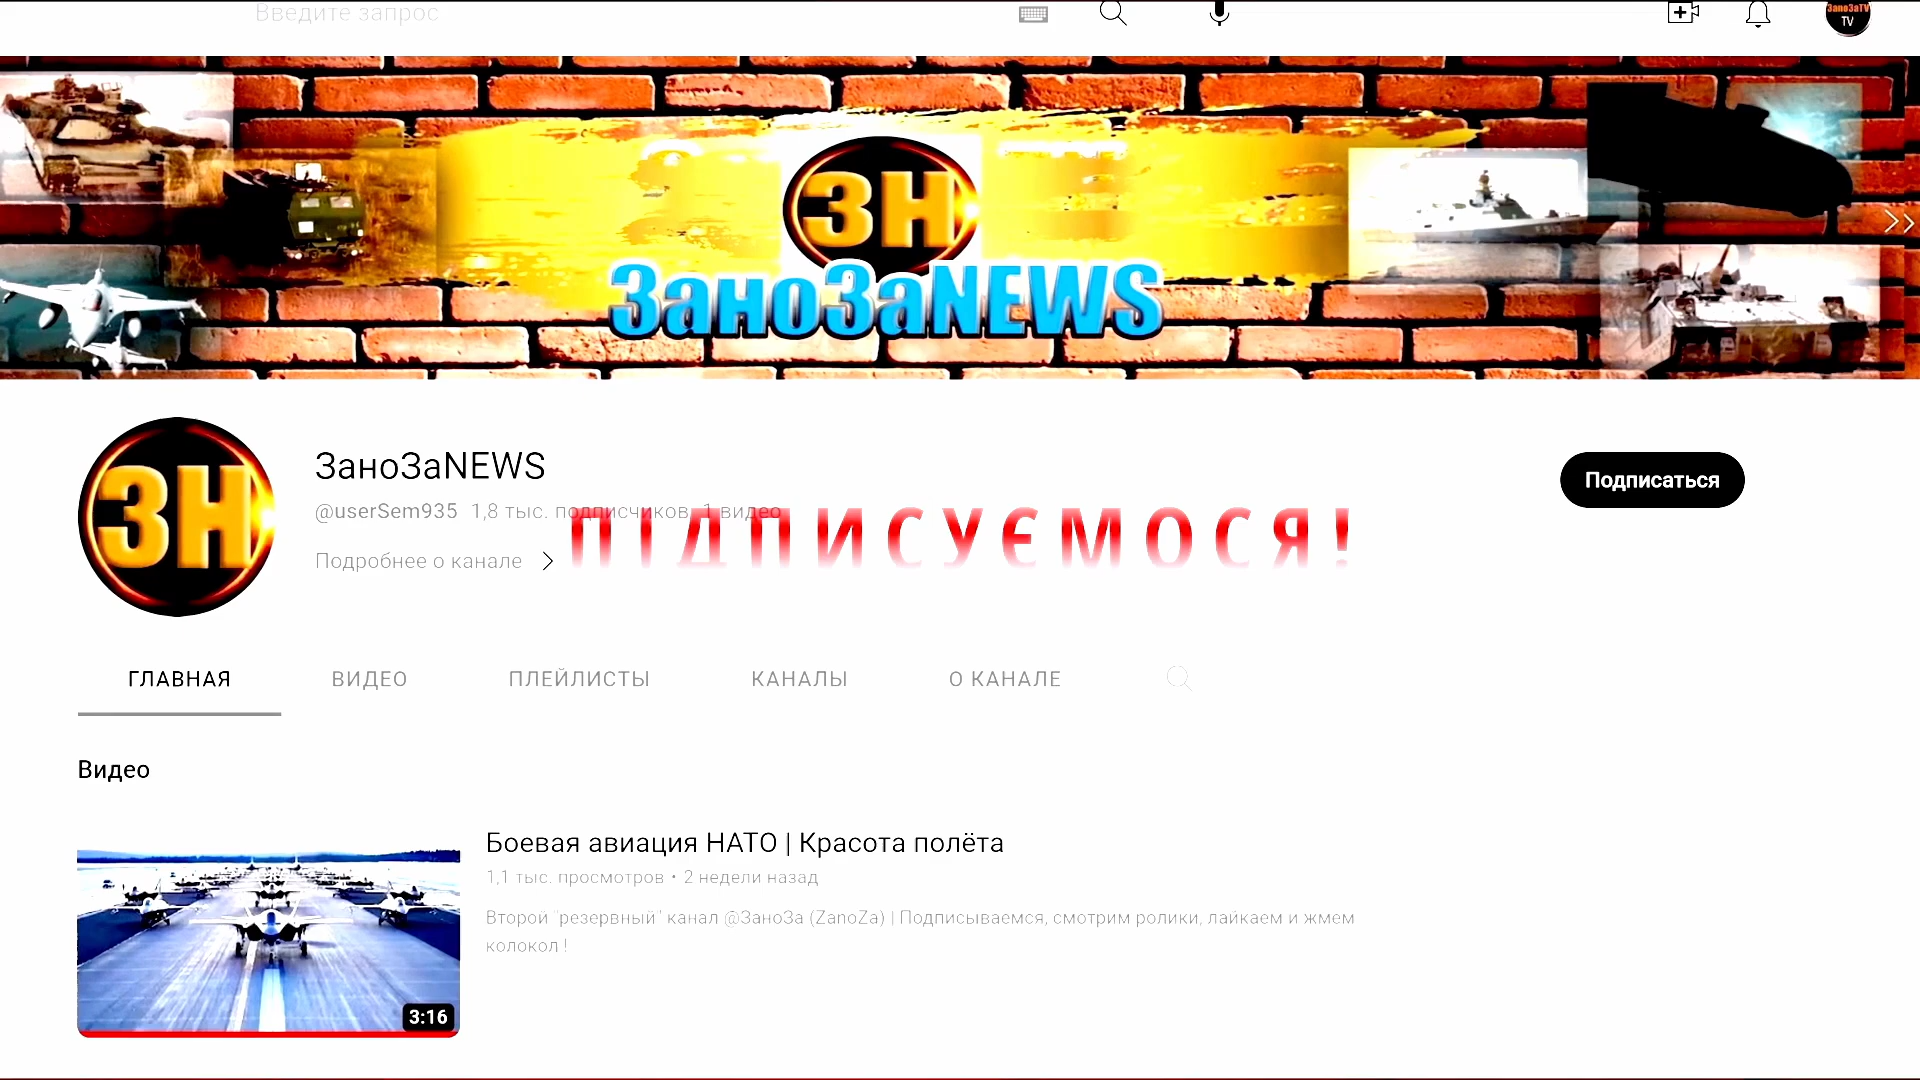 Введите запрос
ЗаноЗаTV
TV
ЗН
ЗаноЗаNEWS
ЗН
ЗаноЗаNEWS
Подписаться
@userSem935 1,8 тыс. подписчиков 1 видео
ПІДПИСУЄМОСЯ!
Подробнее о канале
ГЛАВНАЯ ВИДЕО ПЛЕЙЛИСТЫ КАНАЛЫ О КАНАЛЕ
Видео
Боевая авиация НАТО | Красота полёта
1,1 тыс. просмотров • 2 недели назад
Второй "резервный" канал @ЗаноЗа (ZanoZa) | Подписываемся, смотрим ролики, лайкаем и жмем
колокол !
3:16